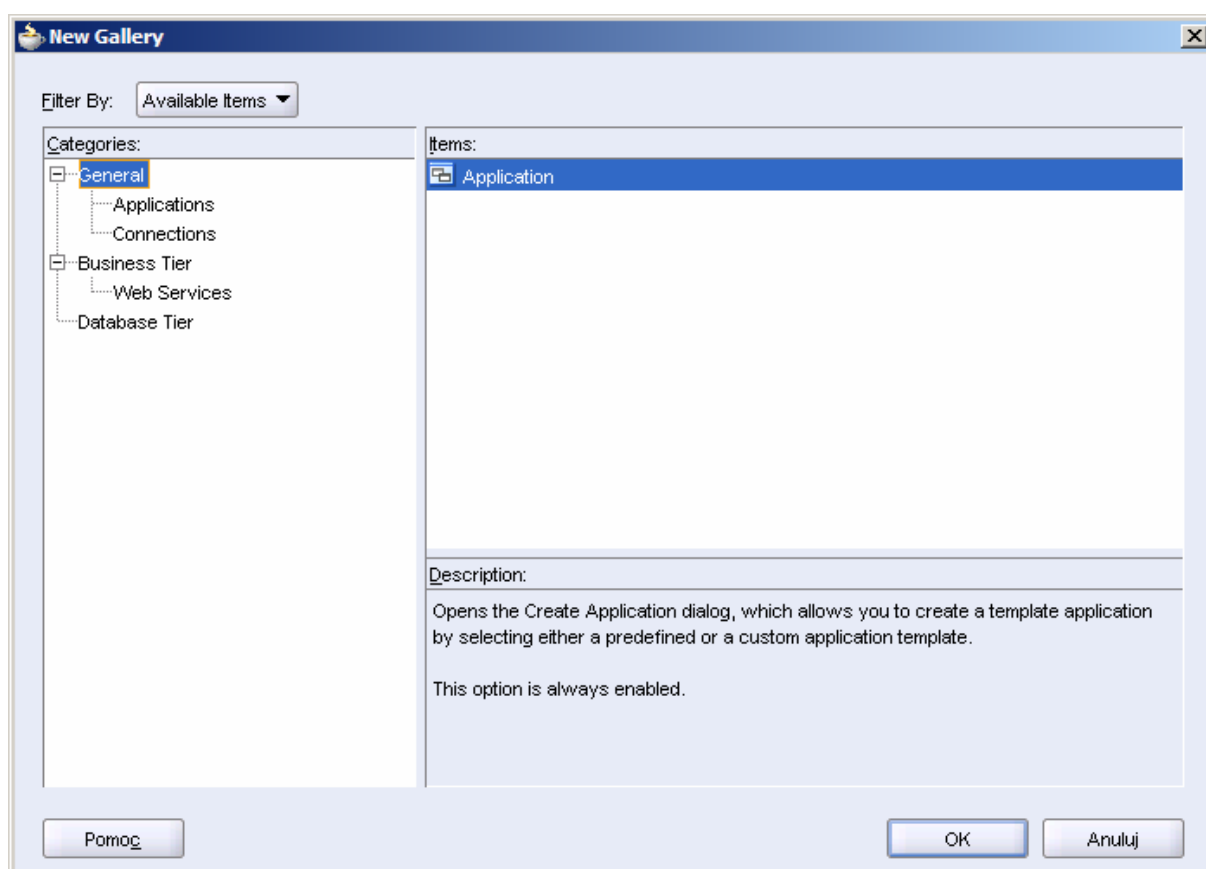 New Gallery
Filter By: Available Items
Categories:
General
Applications
Connections
Business Tier
Web Services
Database Tier
Items:
Application
Description:
Opens the Create Application dialog, which allows you to create a template application
by selecting either a predefined or a custom application template.
This option is always enabled.
Pomoc
OK
Anuluj